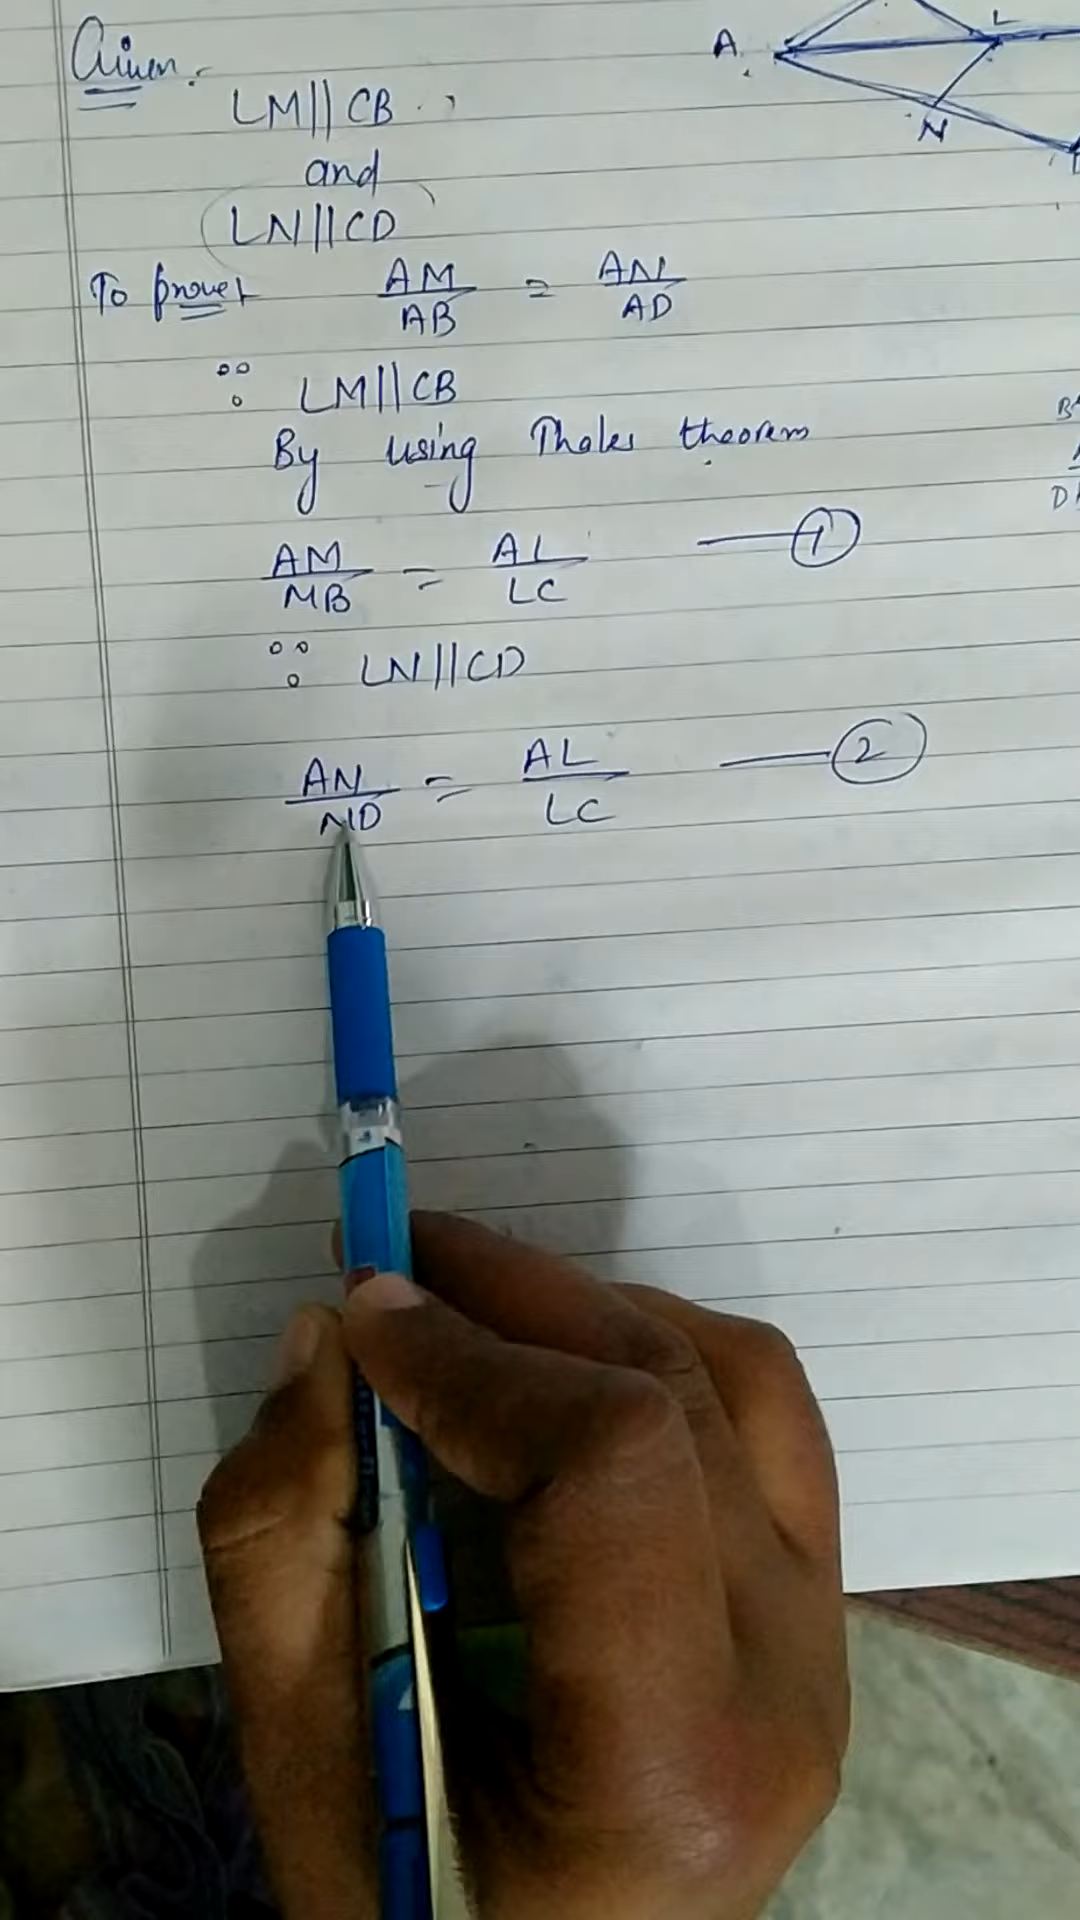 Given:-
LM||CB
and
LN||CD
To prove:-
AM/AB = AN/AD
∵ LM||CB
By using Thales theorem
AM/MB = AL/LC —— ①
∵ LN||CD
AN/ND = AL/LC —— ②
A
L
N